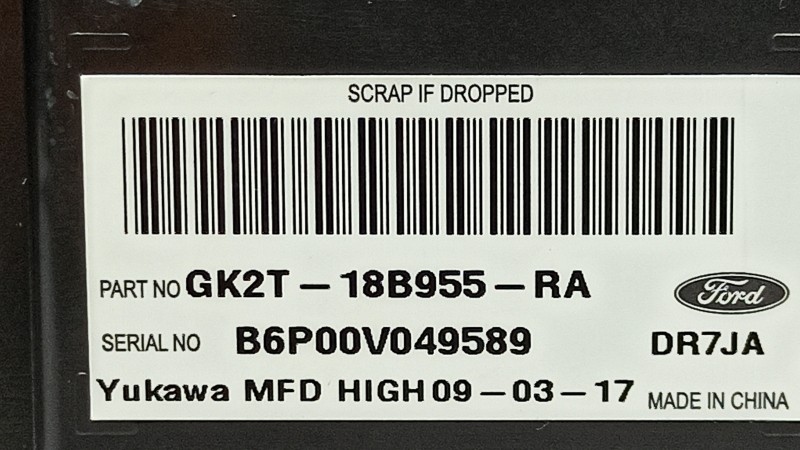 SCRAP IF DROPPED
PART NO GK2T-18B955-RA
Ford
SERIAL NO B6P00V049589 DR7JA
Yukawa MFD HIGH 09-03-17 MADE IN CHINA